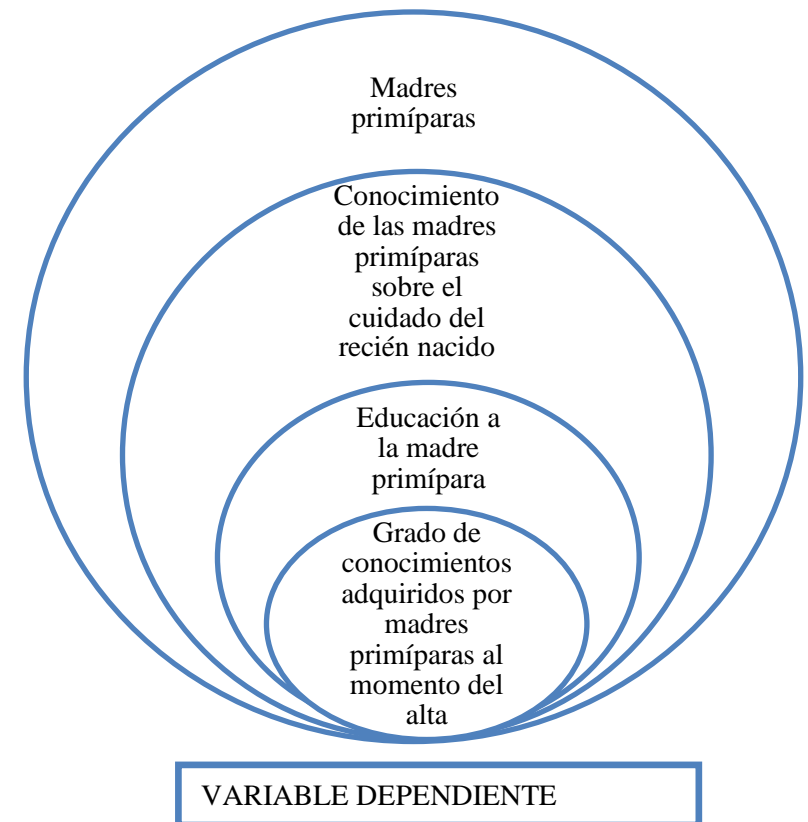 Madres
primíparas
Conocimiento
de las madres
primíparas
sobre el
cuidado del
recién nacido
Educación a
la madre
primípara
Grado de
conocimientos
adquiridos por
madres
primíparas al
momento del
alta
VARIABLE DEPENDIENTE